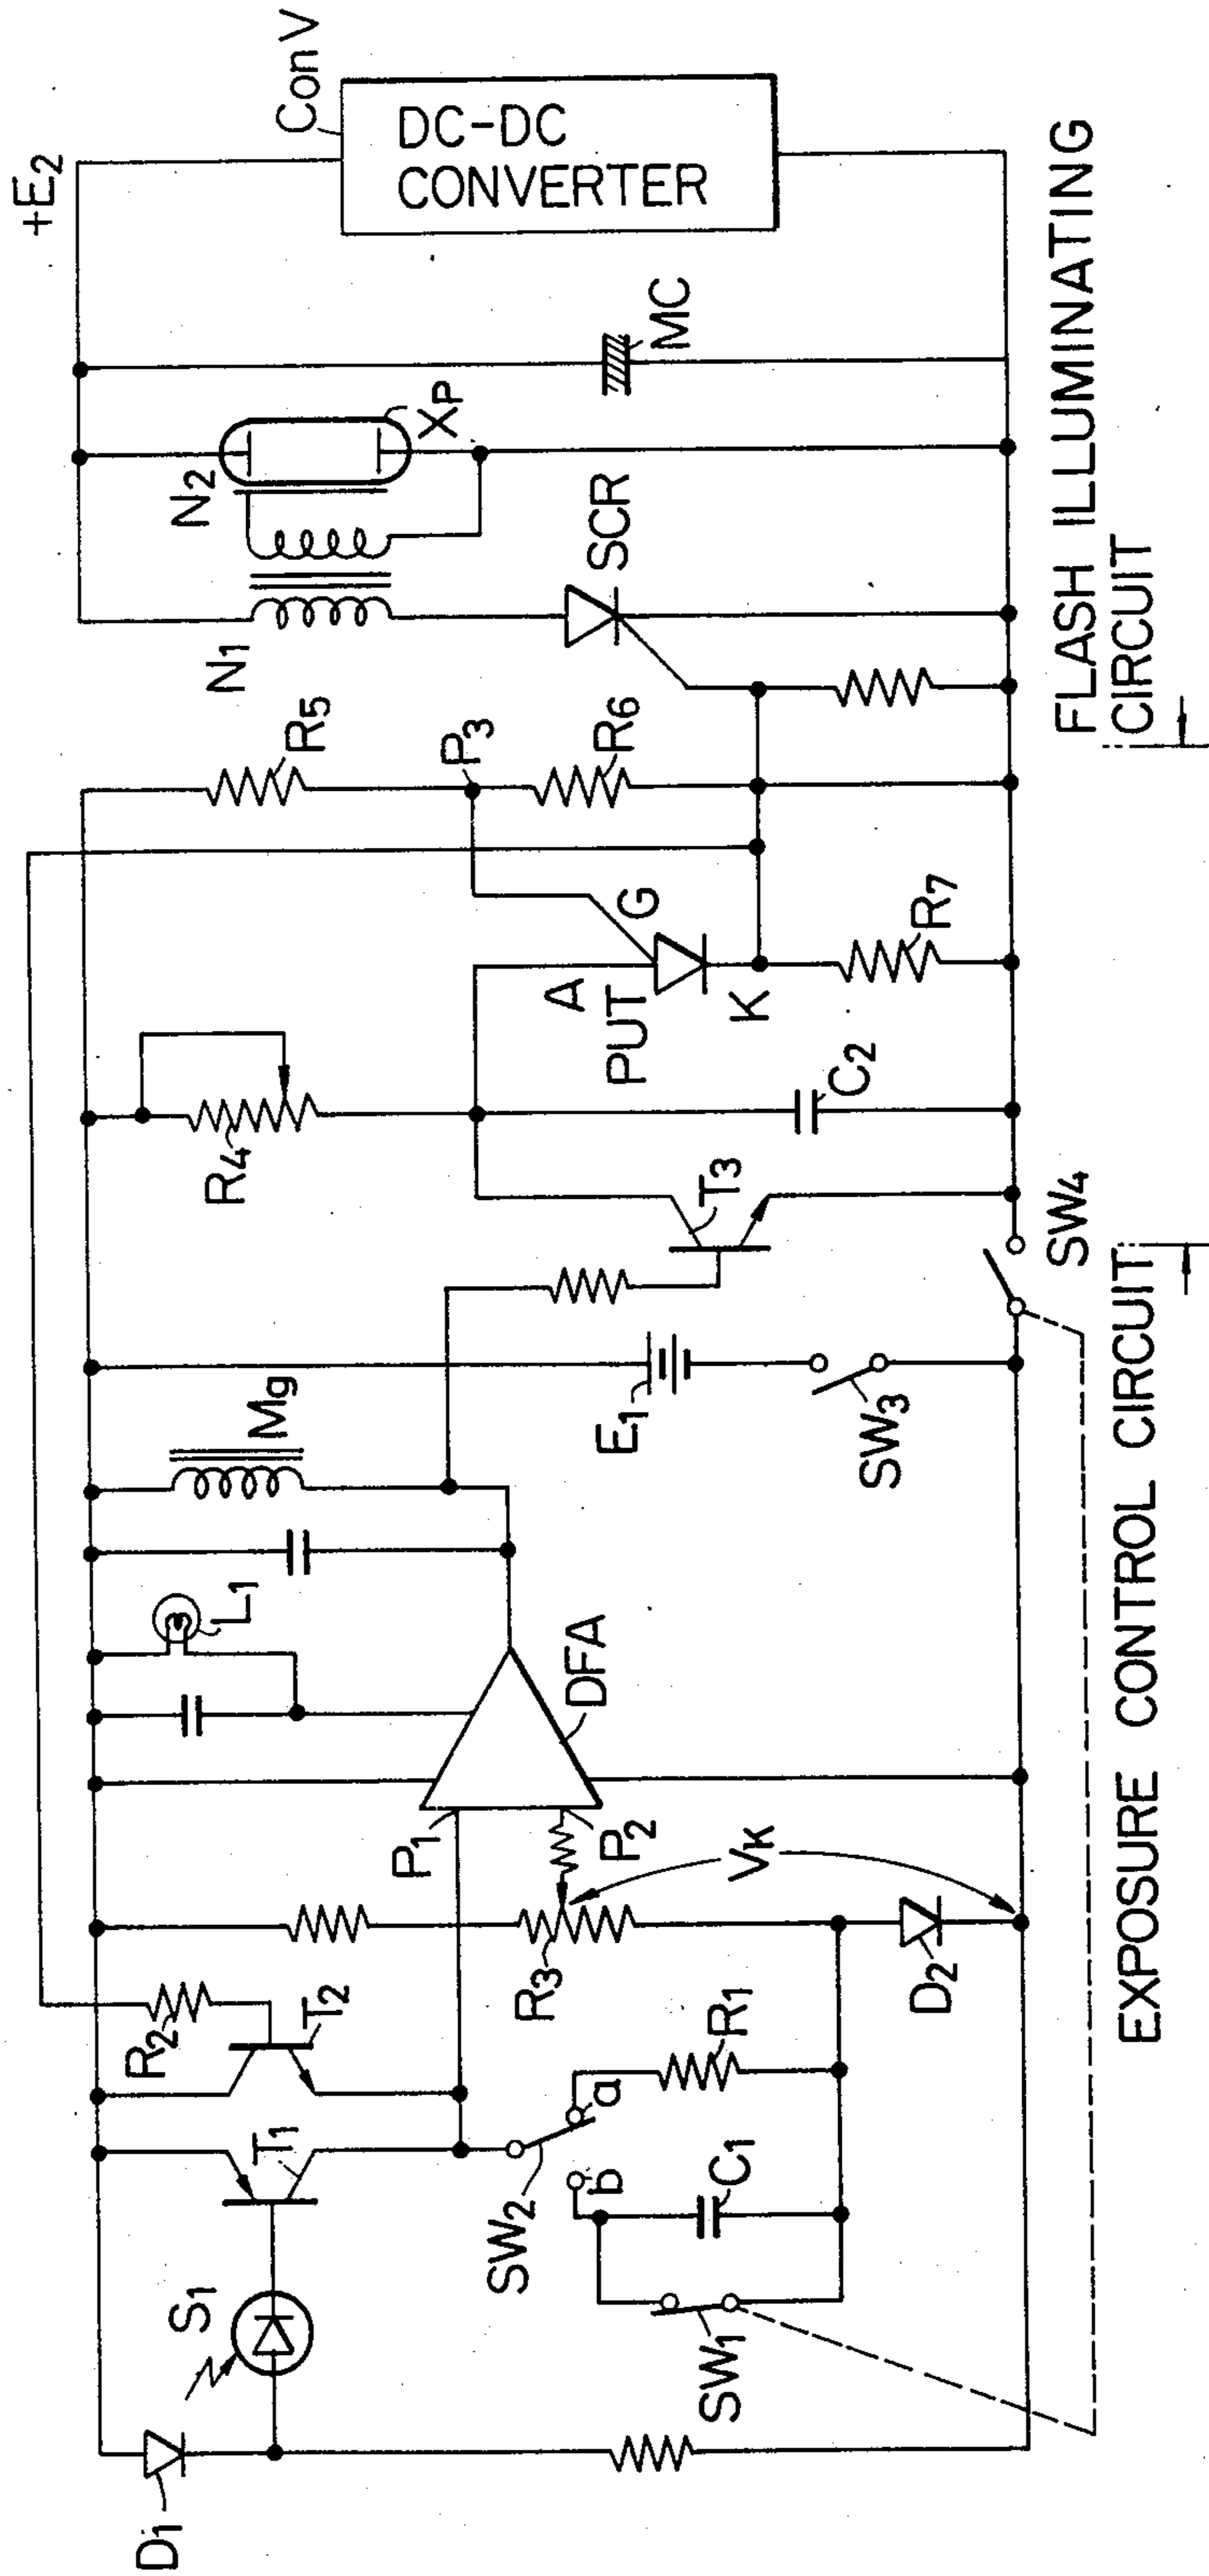 D1
S1
T1
T2
R2
SW2
a
b
SW1
C1
R1
R3
D2
VK
P1
P2
DFA
L1
Mg
E1
SW3
SW4
R4
T3
C2
A
PUT
G
K
R7
P3
R5
R6
N1
N2
SCR
XP
MC
+E2
Con V
DC-DC
CONVERTER
EXPOSURE CONTROL CIRCUIT
FLASH ILLUMINATING
CIRCUIT